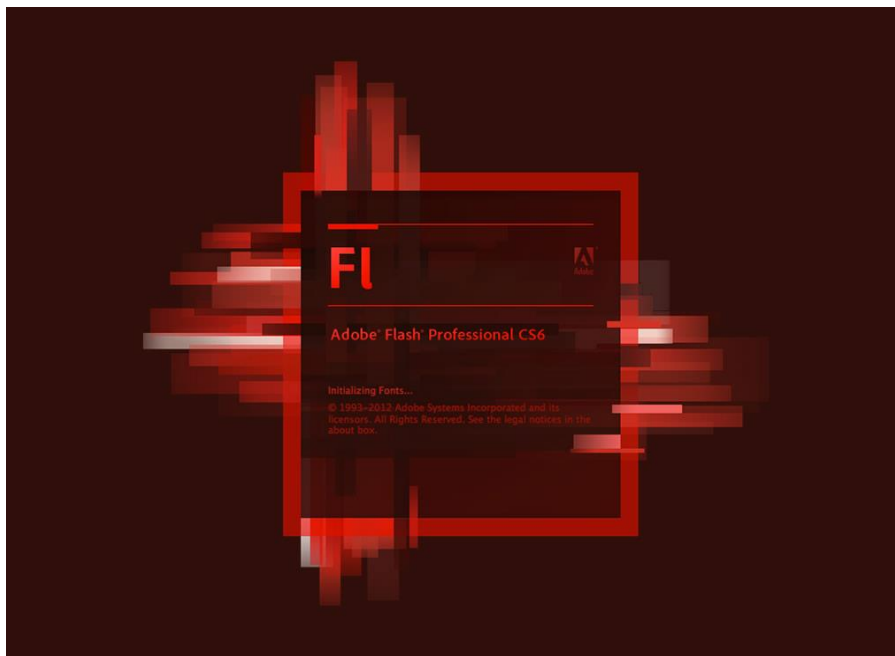 Fl
Adobe
Adobe® Flash® Professional CS6
Initializing Fonts...
© 1993-2012 Adobe Systems Incorporated and its
licensors. All Rights Reserved. See the legal notices in the
about box.